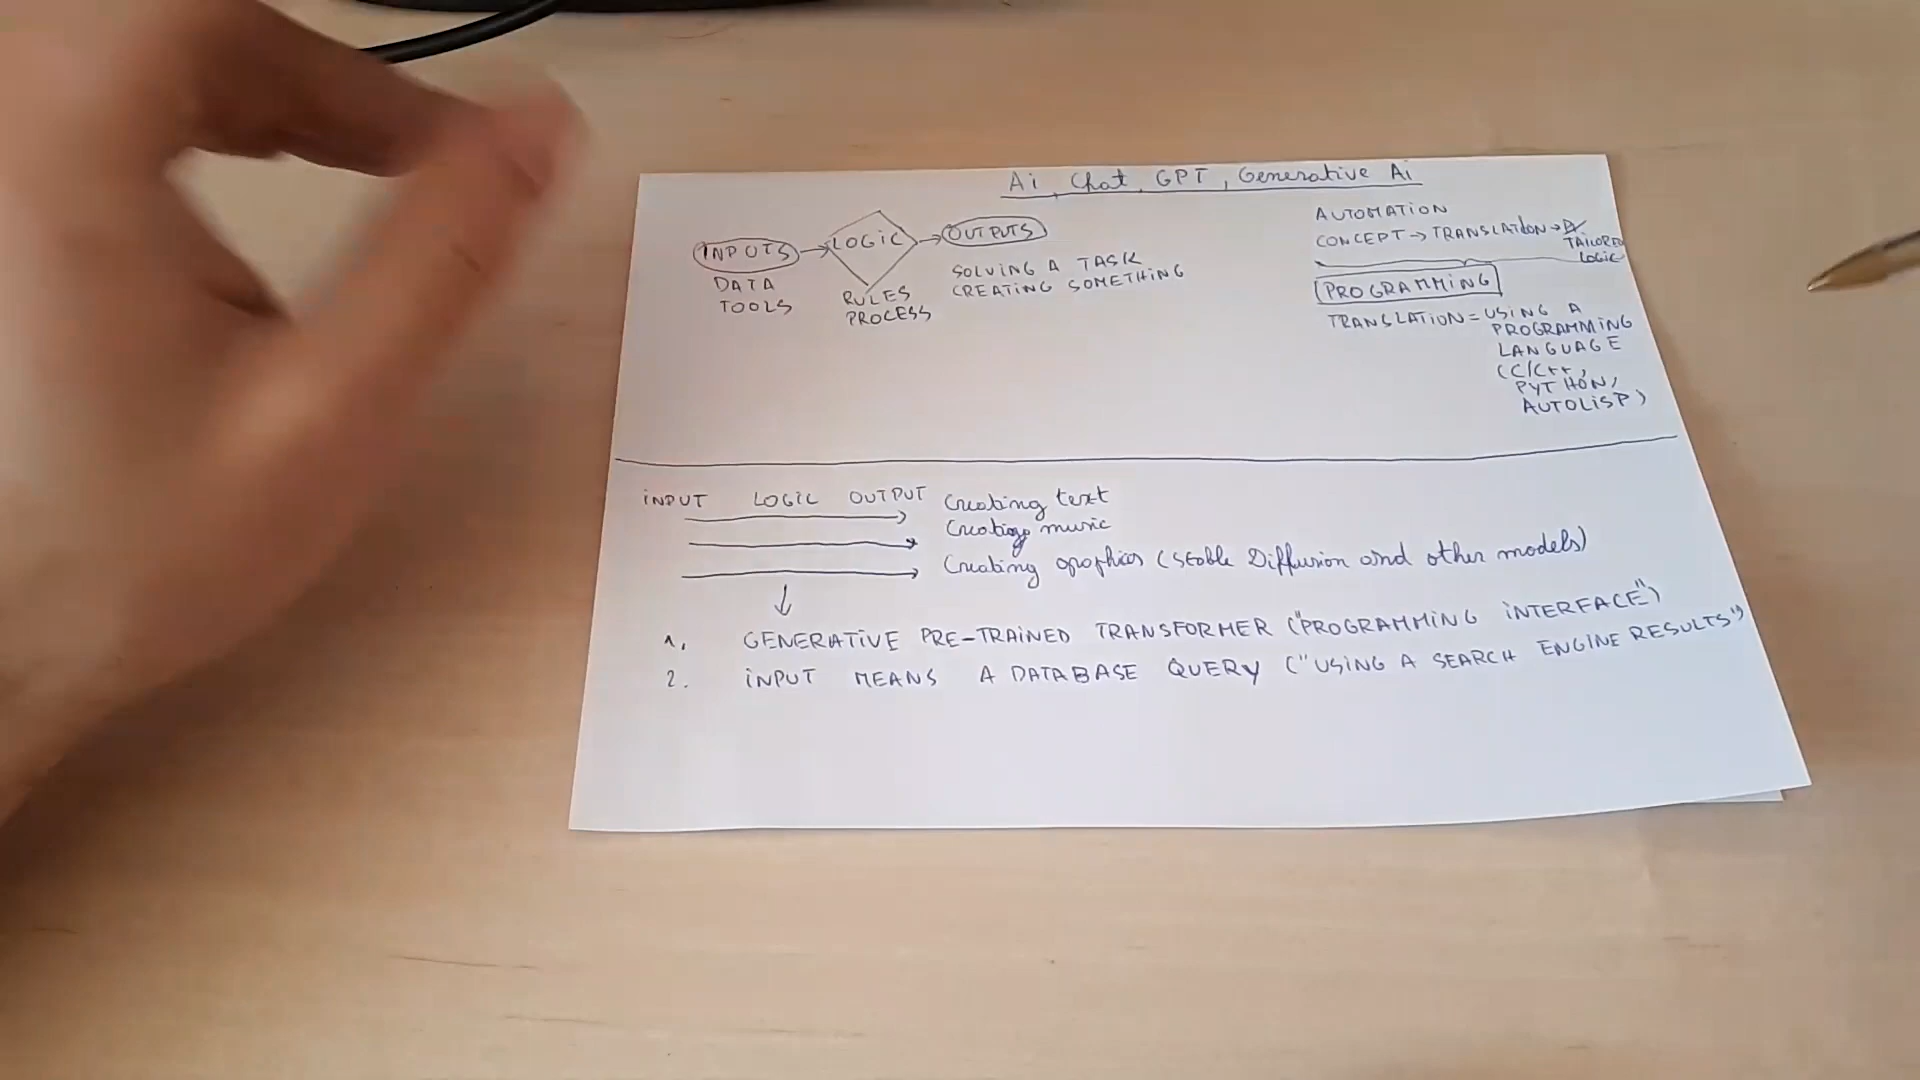 Ai, Chat, GPT, Generative Ai
INPUTS → LOGIC → OUTPUTS
DATA
TOOLS
RULES
PROCESS
SOLVING A TASK
CREATING SOMETHING
AUTOMATION
CONCEPT → TRANSLATION →
TAILORED
LOGIC
PROGRAMMING
TRANSLATION = USING A
PROGRAMMING
LANGUAGE
(C/C++,
PYTHON,
AUTOLISP)
INPUT LOGIC OUTPUT
Creating text
Creating music
Creating graphics (Stable Diffusion and other models)
1. GENERATIVE PRE-TRAINED TRANSFORMER ("PROGRAMMING INTERFACE")
2. INPUT MEANS A DATABASE QUERY ("USING A SEARCH ENGINE RESULTS")